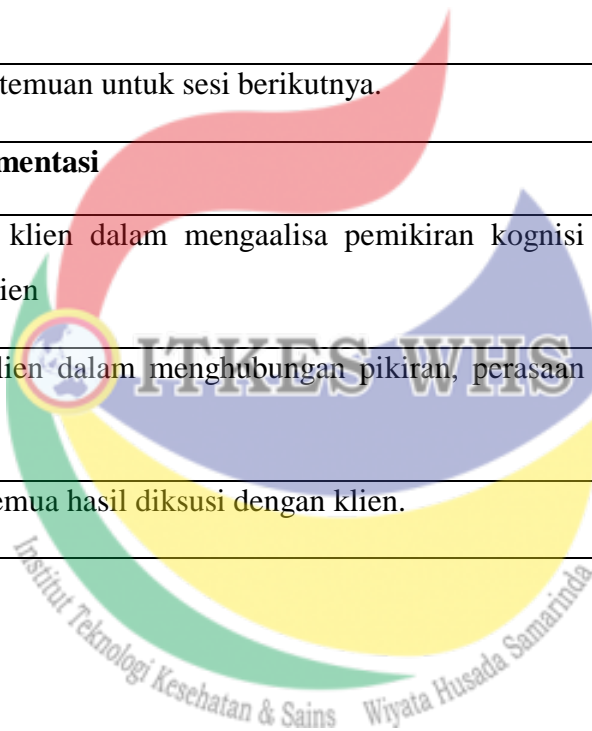 temuan untuk sesi berikutnya.
mentasi
klien dalam mengaalisa pemikiran kognisi
ien
lien dalam menghubungan pikiran, perasaan
ITKES WHS
emua hasil diksusi dengan klien.
Institut Teknologi Kesehatan & Sains Wiyata Husada Samarinda